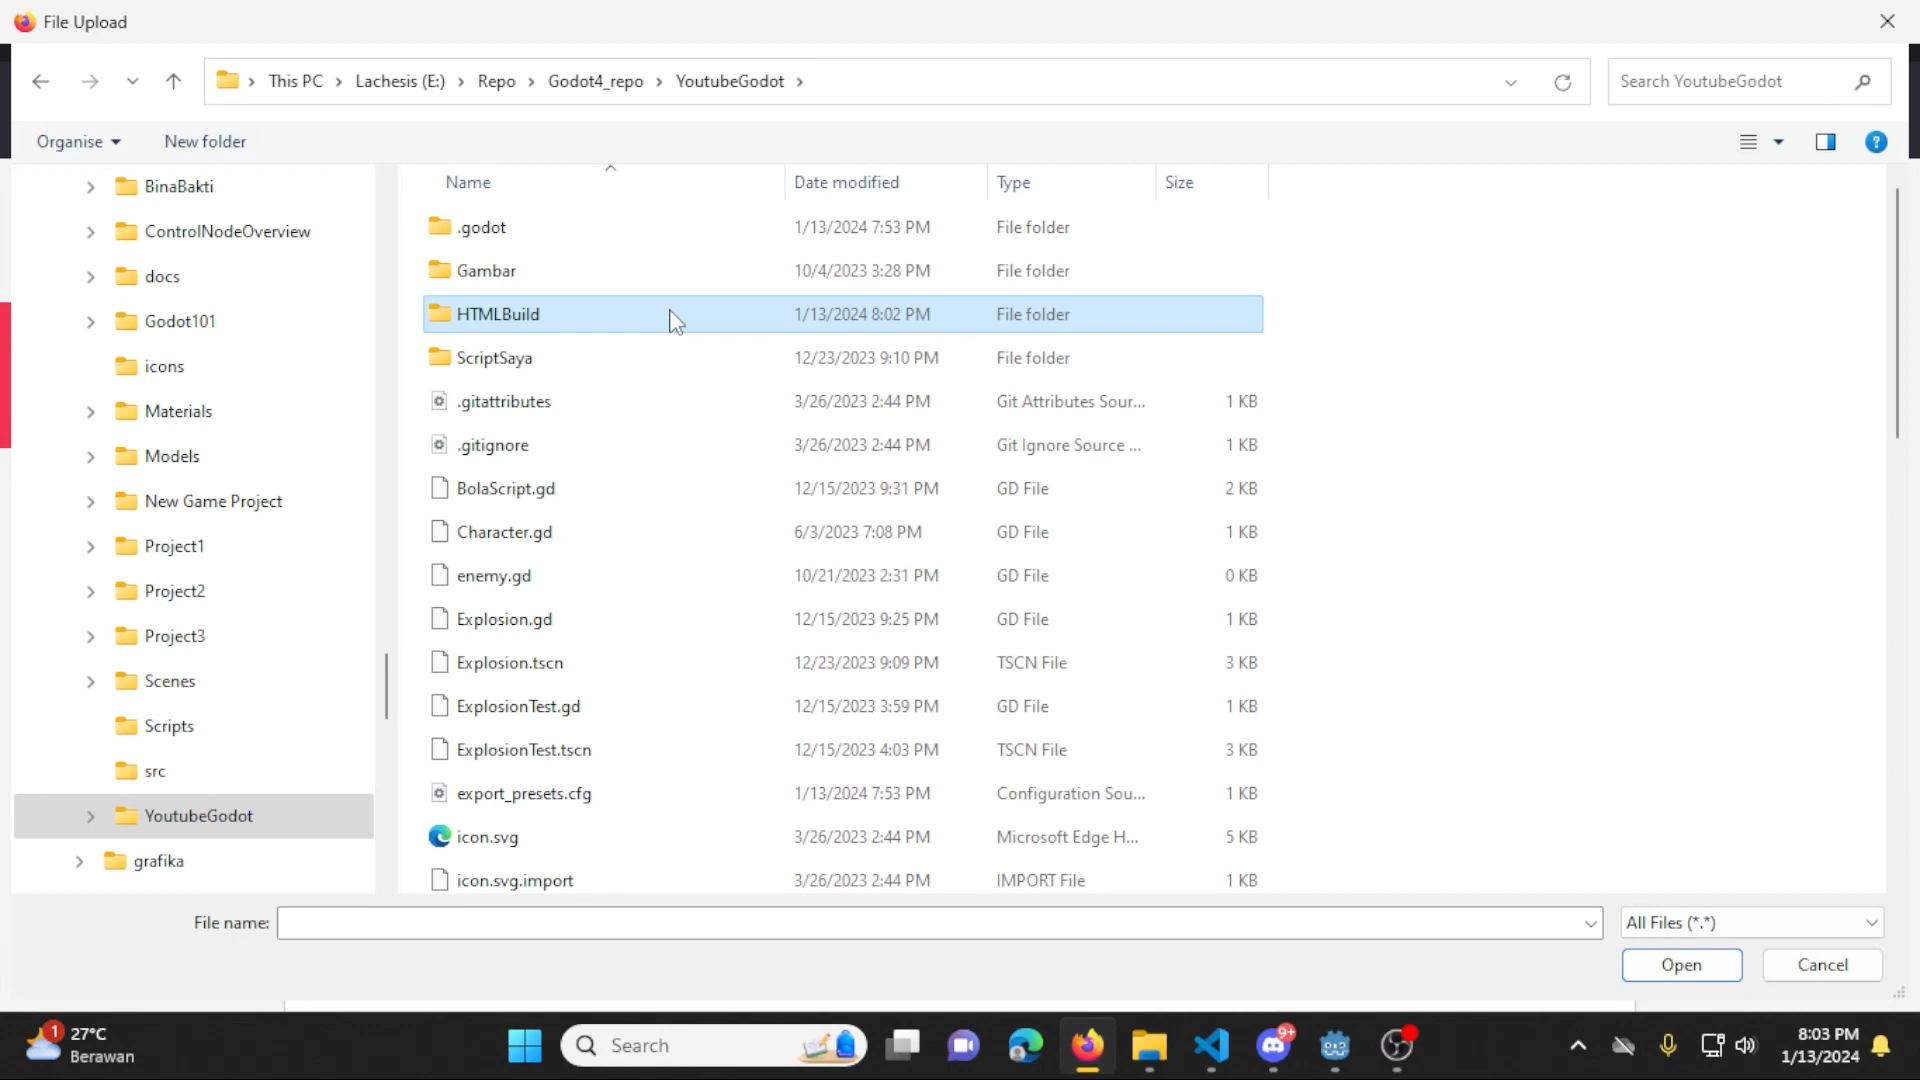 File Upload
This PC > Lachesis (E:) > Repo > Godot4_repo > YoutubeGodot >
Search YoutubeGodot
Organise
New folder
?
BinaBakti
ControlNodeOverview
docs
Godot101
icons
Materials
Models
New Game Project
Project1
Project2
Project3
Scenes
Scripts
src
YoutubeGodot
grafika
Name Date modified Type Size
.godot 1/13/2024 7:53 PM File folder
Gambar 10/4/2023 3:28 PM File folder
HTMLBuild 1/13/2024 8:02 PM File folder
ScriptSaya 12/23/2023 9:10 PM File folder
.gitattributes 3/26/2023 2:44 PM Git Attributes Sour... 1 KB
.gitignore 3/26/2023 2:44 PM Git Ignore Source ... 1 KB
BolaScript.gd 12/15/2023 9:31 PM GD File 2 KB
Character.gd 6/3/2023 7:08 PM GD File 1 KB
enemy.gd 10/21/2023 2:31 PM GD File 0 KB
Explosion.gd 12/15/2023 9:25 PM GD File 1 KB
Explosion.tscn 12/23/2023 9:09 PM TSCN File 3 KB
ExplosionTest.gd 12/15/2023 3:59 PM GD File 1 KB
ExplosionTest.tscn 12/15/2023 4:03 PM TSCN File 3 KB
export_presets.cfg 1/13/2024 7:53 PM Configuration Sou... 1 KB
icon.svg 3/26/2023 2:44 PM Microsoft Edge H... 5 KB
icon.svg.import 3/26/2023 2:44 PM IMPORT File 1 KB
File name:
All Files (*.*)
Open
Cancel
1
27°C
Berawan
Search
9+
8:03 PM
1/13/2024